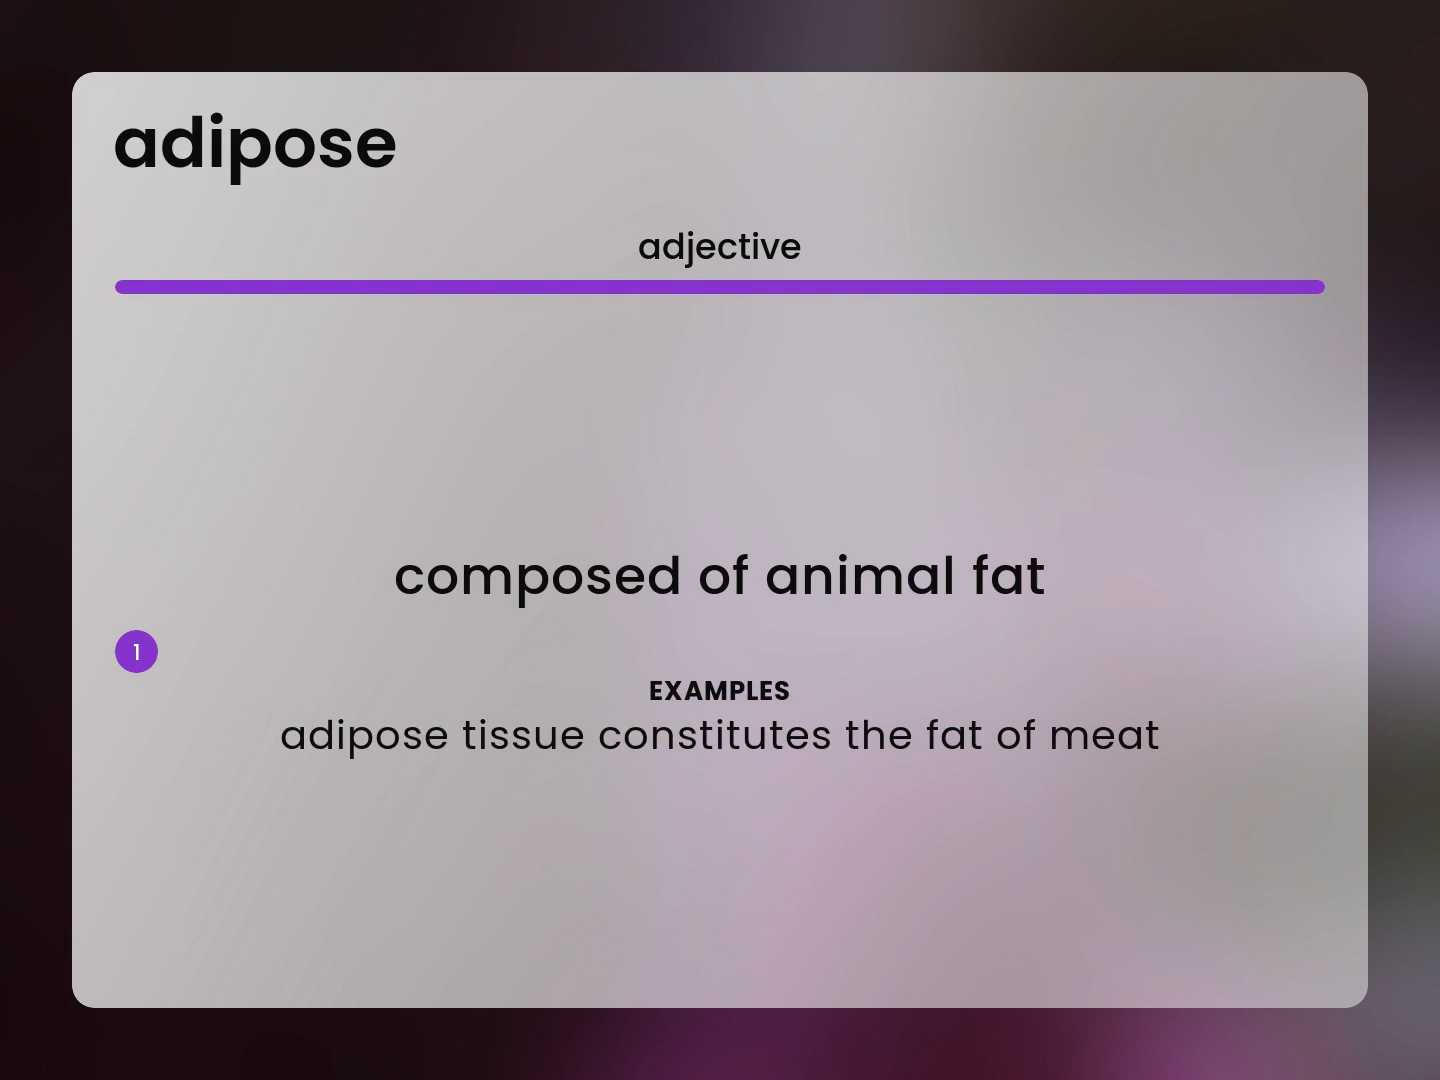 adipose
adjective
composed of animal fat
1
EXAMPLES
adipose tissue constitutes the fat of meat